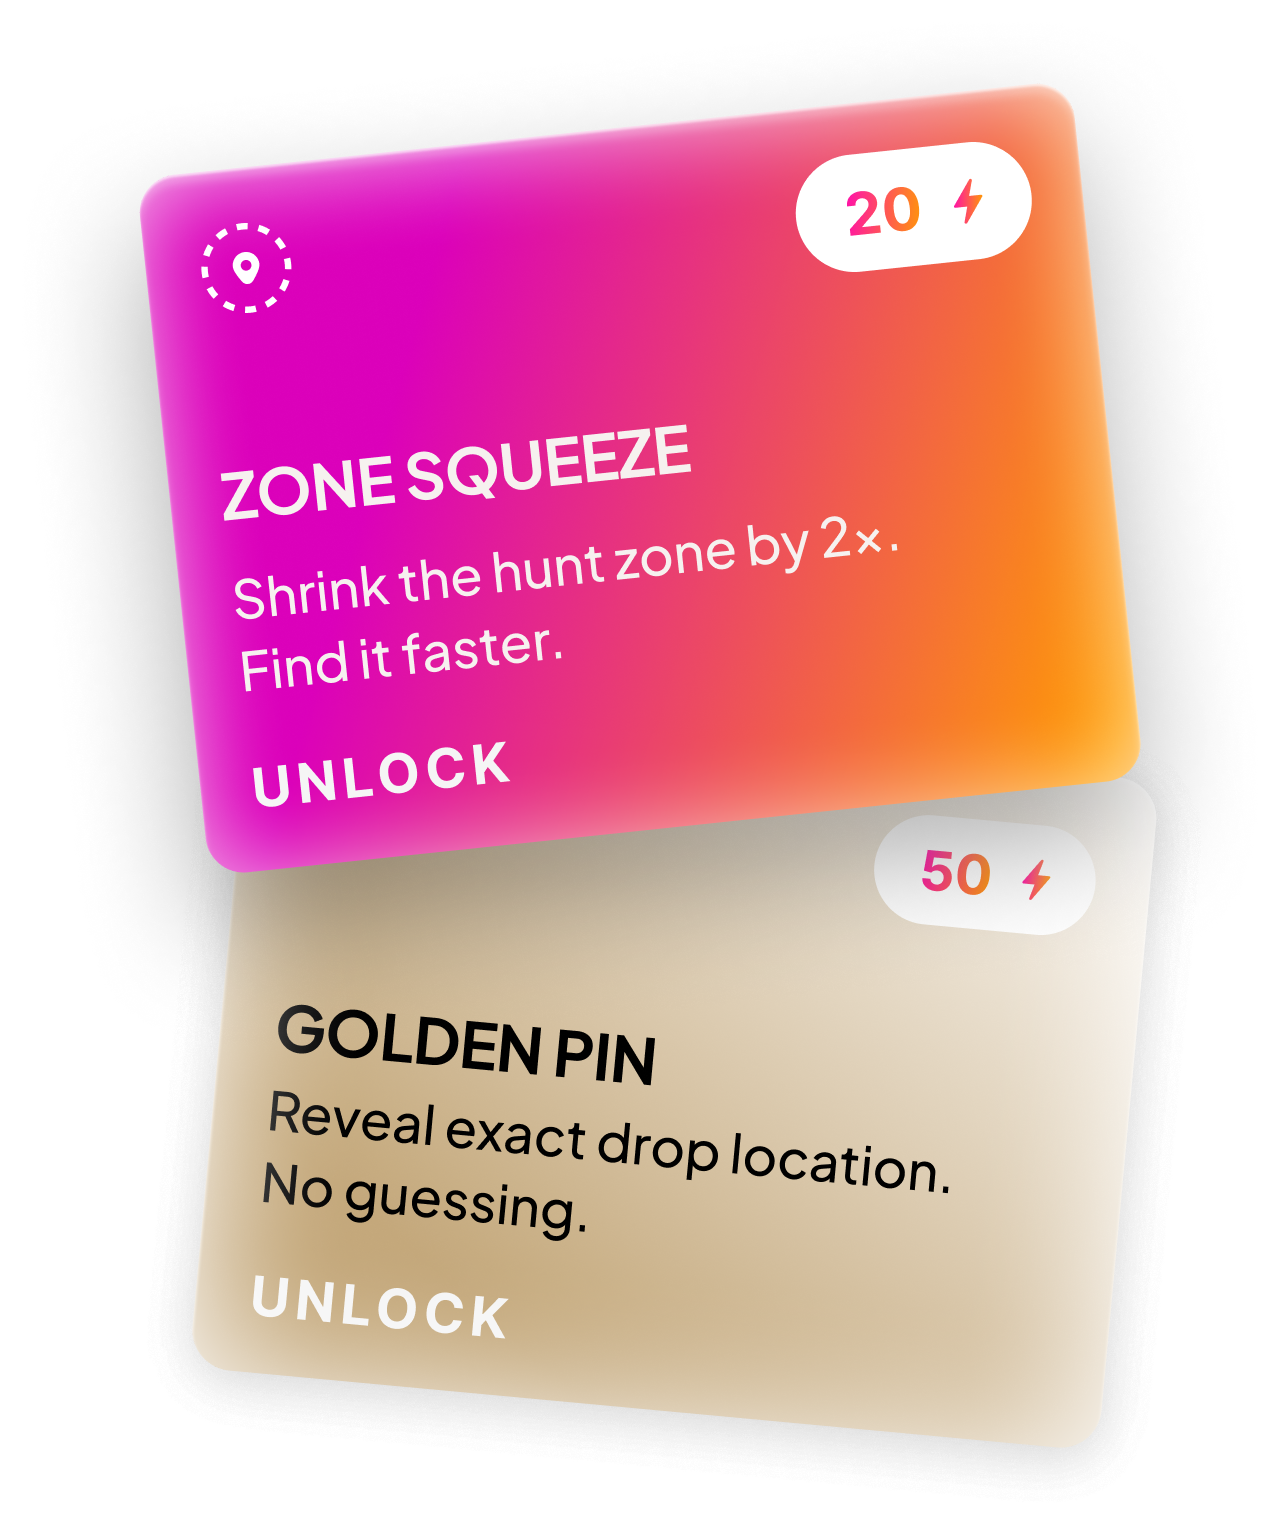 20
ZONE SQUEEZE
Shrink the hunt zone by 2×.
Find it faster.
UNLOCK
50
GOLDEN PIN
Reveal exact drop location.
No guessing.
UNLOCK